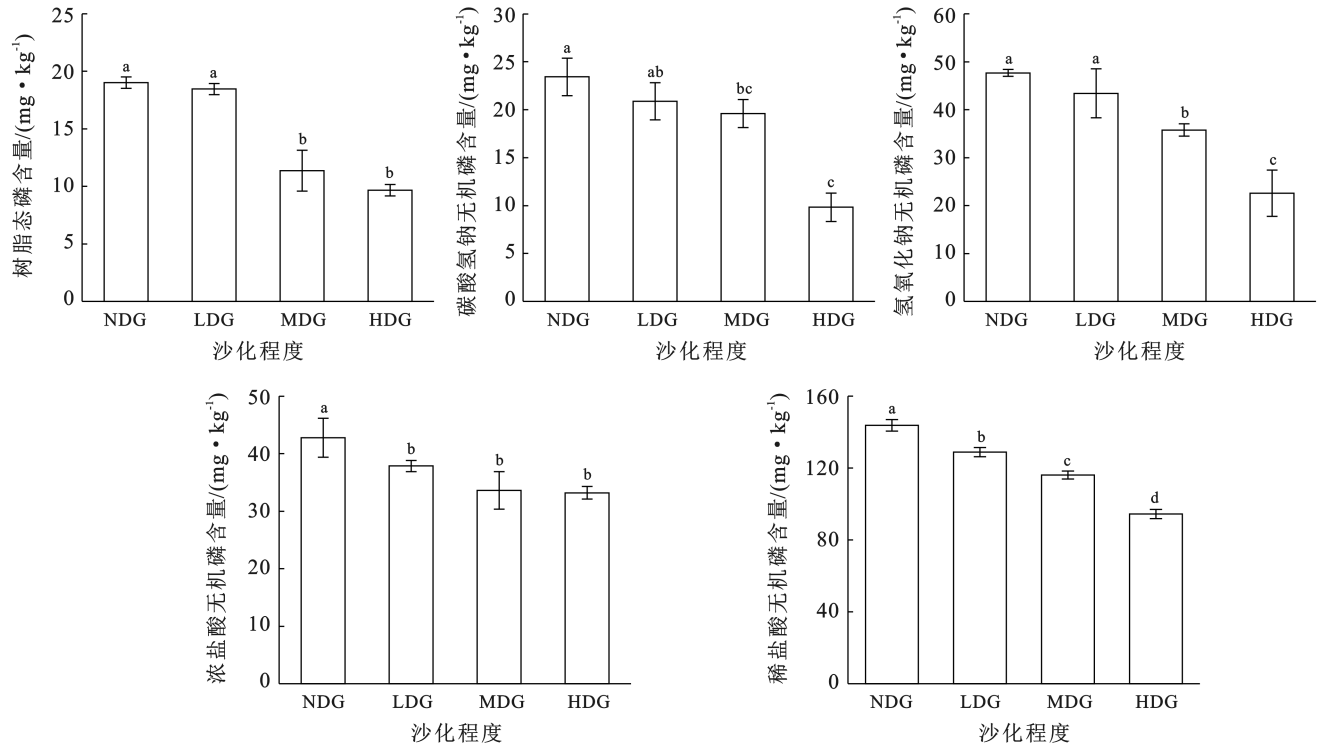 树脂态磷含量/(mg·kg⁻¹)
25
20
15
10
5
0
a
a
b
b
NDG LDG MDG HDG
沙化程度
碳酸氢钠无机磷含量/(mg·kg⁻¹)
30
25
20
15
10
5
0
a
ab
bc
c
NDG LDG MDG HDG
沙化程度
氢氧化钠无机磷含量/(mg·kg⁻¹)
60
50
40
30
20
10
0
a
a
b
c
NDG LDG MDG HDG
沙化程度
浓盐酸无机磷含量/(mg·kg⁻¹)
50
40
30
20
10
0
a
b
b
b
NDG LDG MDG HDG
沙化程度
稀盐酸无机磷含量/(mg·kg⁻¹)
160
120
80
40
0
a
b
c
d
NDG LDG MDG HDG
沙化程度